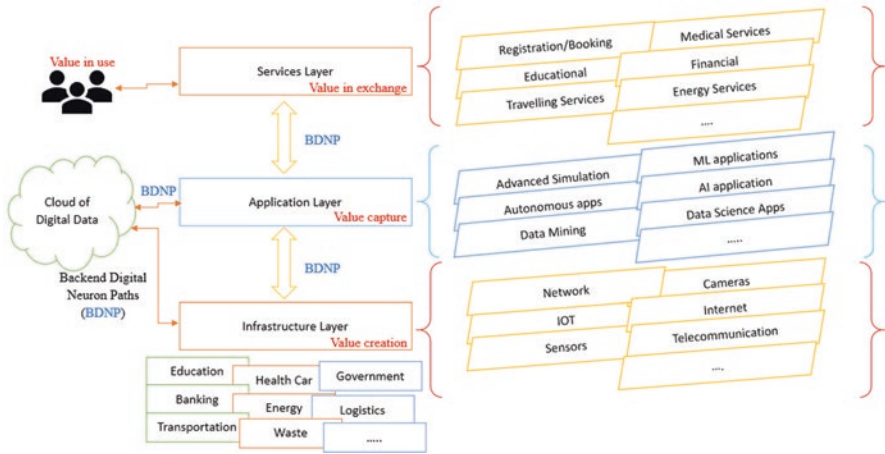 Value in use
Services Layer
Value in exchange
BDNP
Cloud of
Digital Data
BDNP
Application Layer
Value capture
BDNP
Backend Digital
Neuron Paths
(BDNP)
Infrastructure Layer
Value creation
Education
Health Car
Government
Banking
Energy
Logistics
Transportation
Waste
.....
Registration/Booking
Medical Services
Educational
Financial
Travelling Services
Energy Services
....
Advanced Simulation
ML applications
Autonomous apps
AI application
Data Mining
Data Science Apps
.....
Network
Cameras
IOT
Internet
Sensors
Telecommunication
....